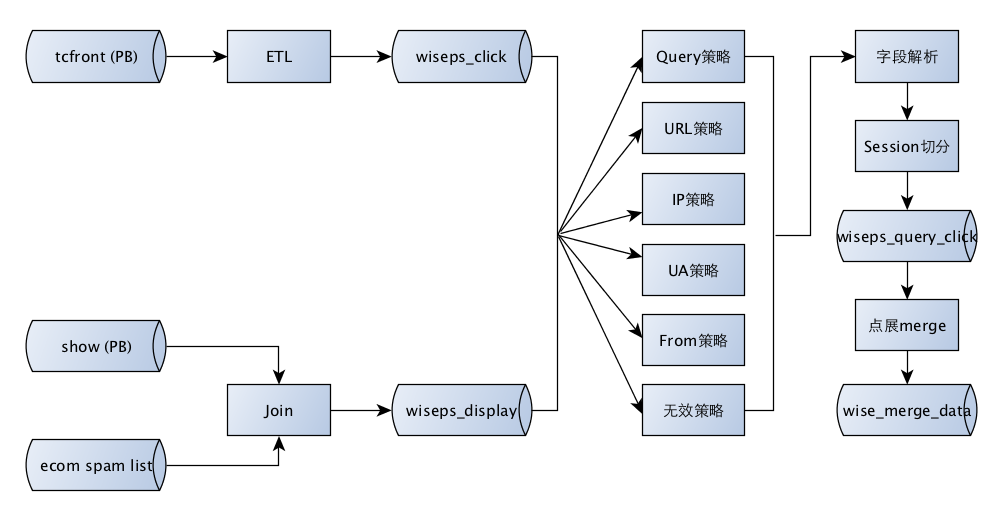 tcfront (PB)
ETL
wiseps_click
show (PB)
ecom spam list
Join
wiseps_display
Query策略
URL策略
IP策略
UA策略
From策略
无效策略
字段解析
Session切分
wiseps_query_click
点展merge
wise_merge_data